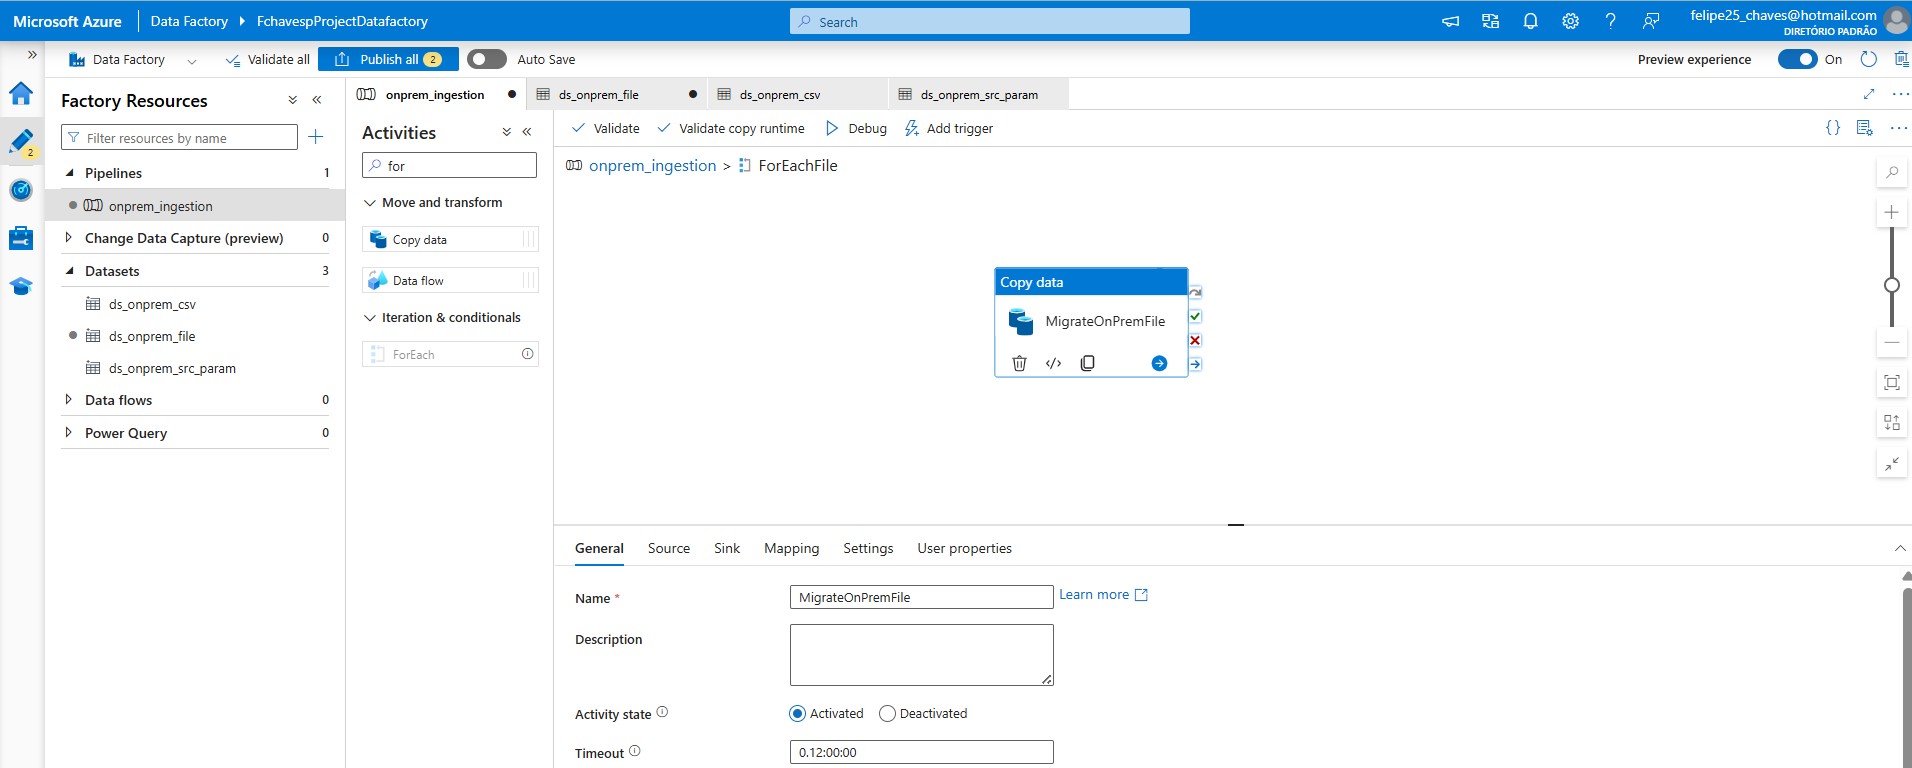 Microsoft Azure
Data Factory
FchavespProjectDatafactory
Search
felipe25_chaves@hotmail.com
DIRETÓRIO PADRÃO
Data Factory
Validate all
Publish all 2
Auto Save
Preview experience
On
Factory Resources
Filter resources by name
2
Pipelines 1
onprem_ingestion
Change Data Capture (preview) 0
Datasets 3
ds_onprem_csv
ds_onprem_file
ds_onprem_src_param
Data flows 0
Power Query 0
onprem_ingestion
ds_onprem_file
ds_onprem_csv
ds_onprem_src_param
Activities
for
Move and transform
Copy data
Data flow
Iteration & conditionals
ForEach
Validate
Validate copy runtime
Debug
Add trigger
{}
onprem_ingestion > ForEachFile
Copy data
MigrateOnPremFile
General
Source
Sink
Mapping
Settings
User properties
Name *
MigrateOnPremFile
Learn more
Description
Activity state
Activated
Deactivated
Timeout
0.12:00:00